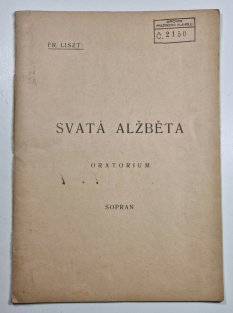 FR. LISZT:
Č. 2150
SVATÁ ALŽBĚTA
ORATORIUM
SOPRAN